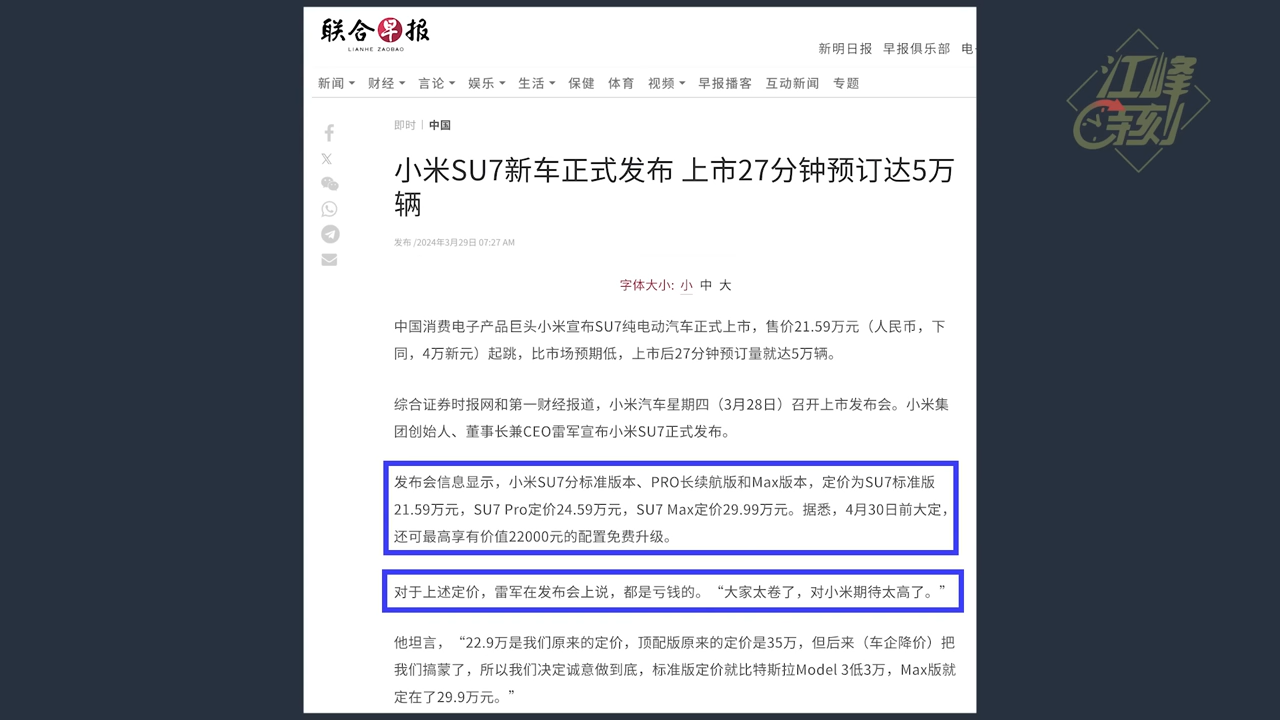 联合早报
LIANHE ZAOBAO
新明日报 早报俱乐部 电
新闻 财经 言论 娱乐 生活 保健 体育 视频 早报播客 互动新闻 专题
即时 | 中国
小米SU7新车正式发布 上市27分钟预订达5万
辆
发布 /2024年3月29日 07:27 AM
字体大小: 小 中 大
中国消费电子产品巨头小米宣布SU7纯电动汽车正式上市，售价21.59万元（人民币，下
同，4万新元）起跳，比市场预期低，上市后27分钟预订量就达5万辆。
综合证券时报网和第一财经报道，小米汽车星期四（3月28日）召开上市发布会。小米集
团创始人、董事长兼CEO雷军宣布小米SU7正式发布。
发布会信息显示，小米SU7分标准版本、PRO长续航版和Max版本，定价为SU7标准版
21.59万元，SU7 Pro定价24.59万元，SU7 Max定价29.99万元。据悉，4月30日前大定，
还可最高享有价值22000元的配置免费升级。
对于上述定价，雷军在发布会上说，都是亏钱的。“大家太卷了，对小米期待太高了。”
他坦言，“22.9万是我们原来的定价，顶配版原来的定价是35万，但后来（车企降价）把
我们搞蒙了，所以我们决定诚意做到底，标准版定价就比特斯拉Model 3低3万，Max版就
定在了29.9万元。”
江峰
时刻